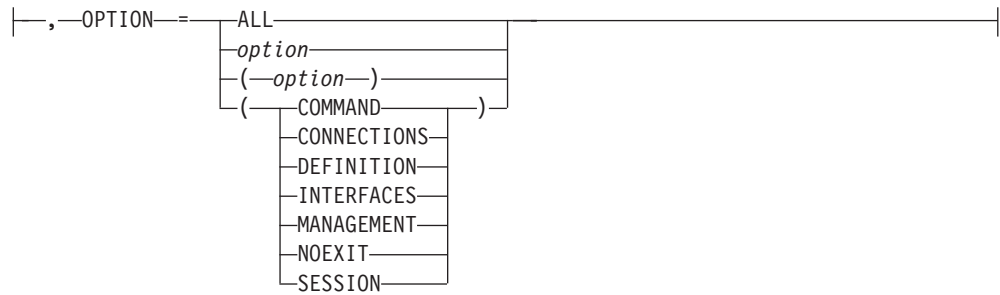 , OPTION = ALL
option
( option )
( COMMAND )
CONNECTIONS
DEFINITION
INTERFACES
MANAGEMENT
NOEXIT
SESSION